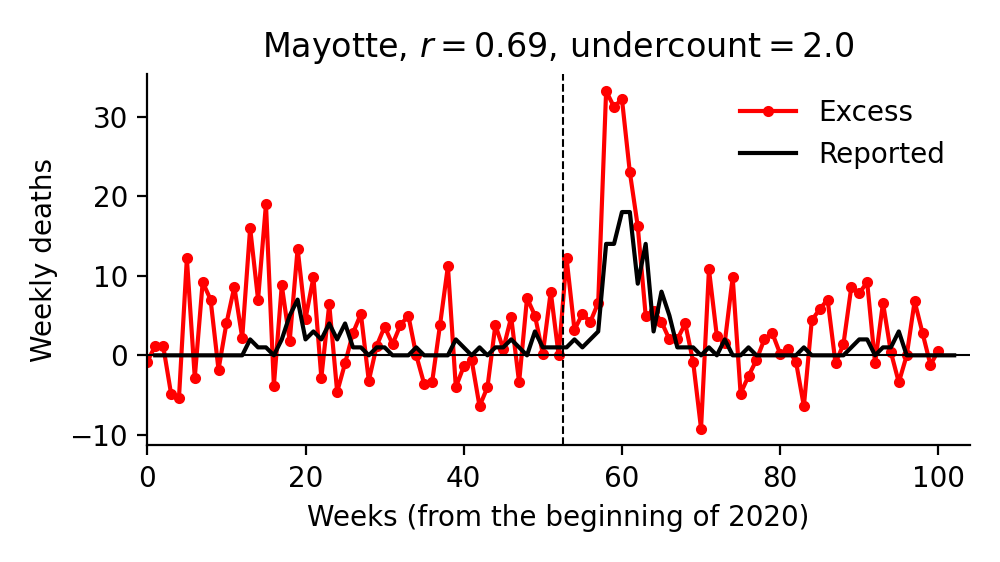 Mayotte, r = 0.69, undercount = 2.0
Excess
Reported
Weekly deaths
30
20
10
0
−10
0 20 40 60 80 100
Weeks (from the beginning of 2020)